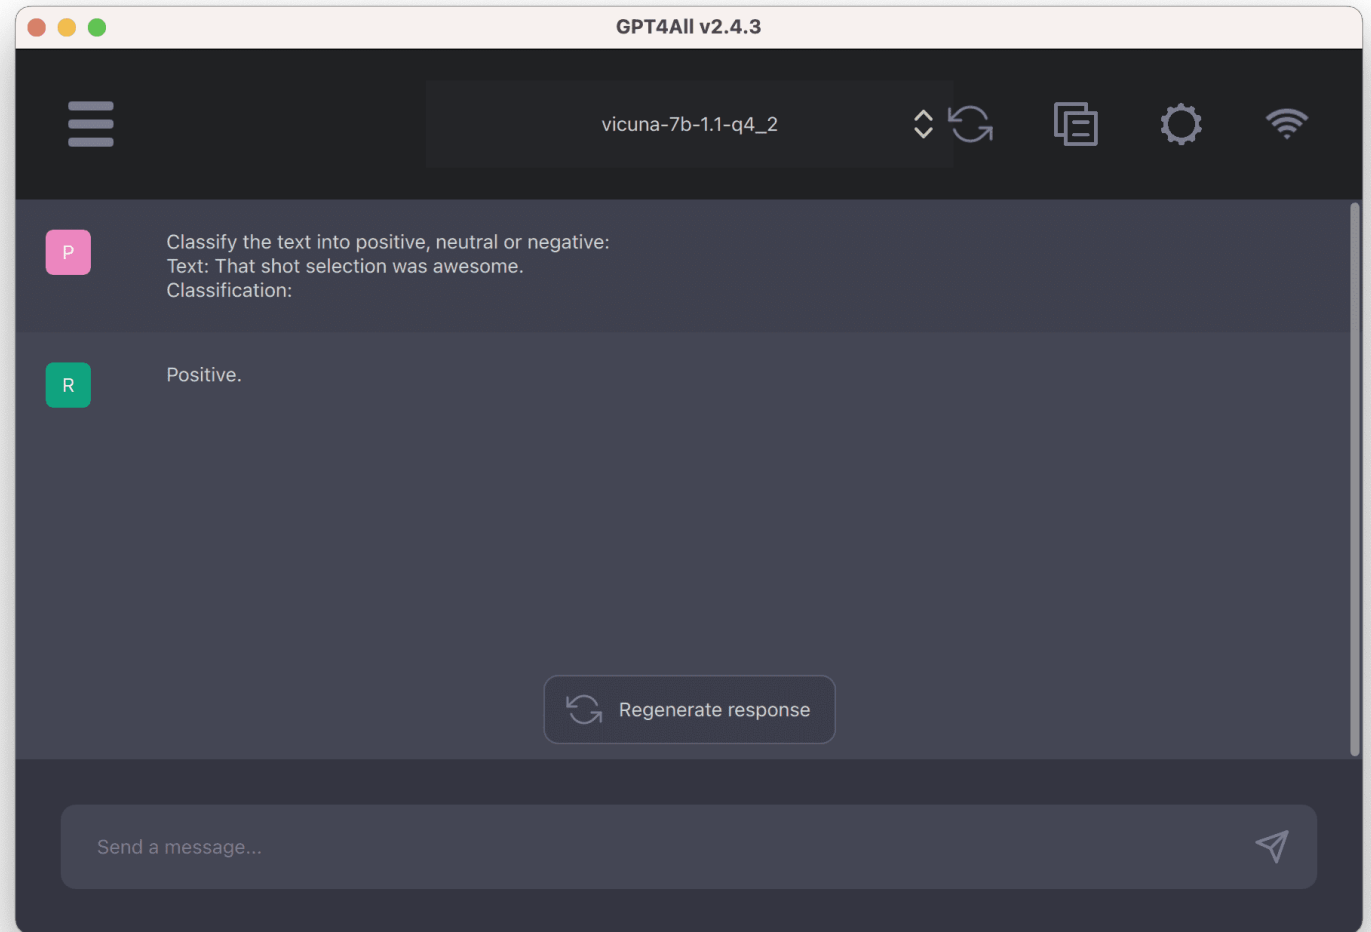 GPT4All v2.4.3
vicuna-7b-1.1-q4_2
P
Classify the text into positive, neutral or negative:
Text: That shot selection was awesome.
Classification:
R
Positive.
Regenerate response
Send a message...